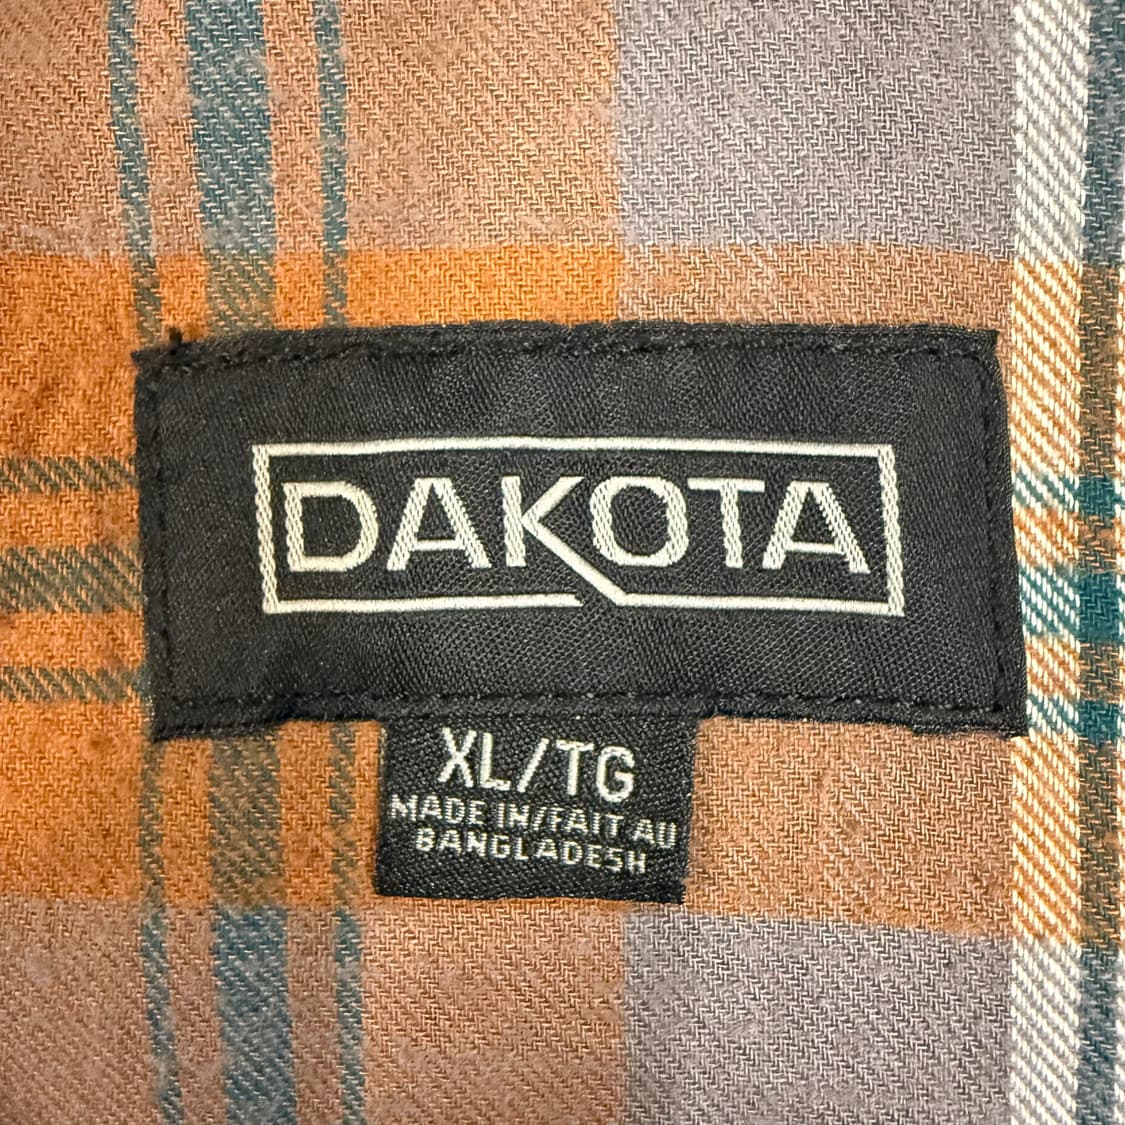 DAKOTA
XL/TG
MADE IN/FAIT AU
BANGLADESH